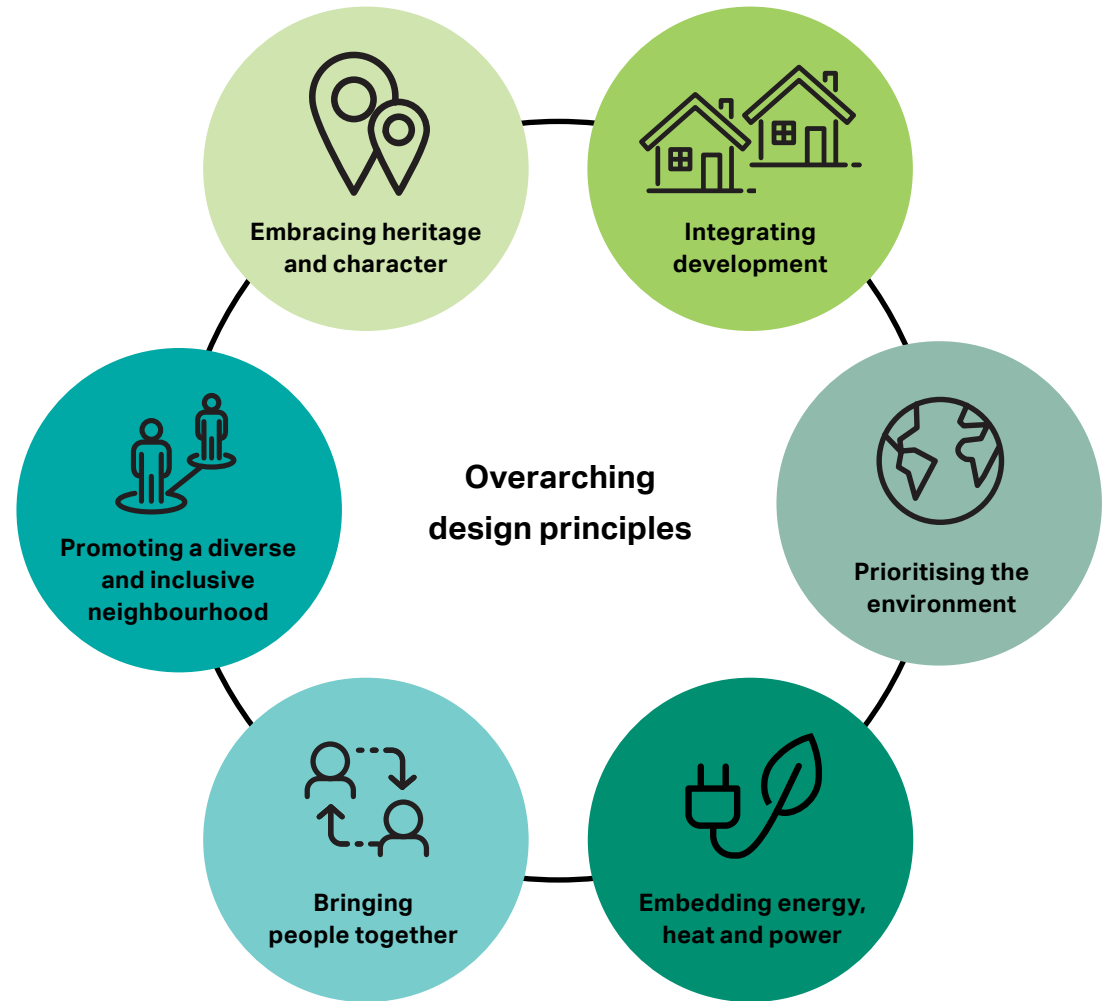 Embracing heritage
and character
Integrating
development
Overarching
design principles
Promoting a diverse
and inclusive
neighbourhood
Prioritising the
environment
Bringing
people together
Embedding energy,
heat and power